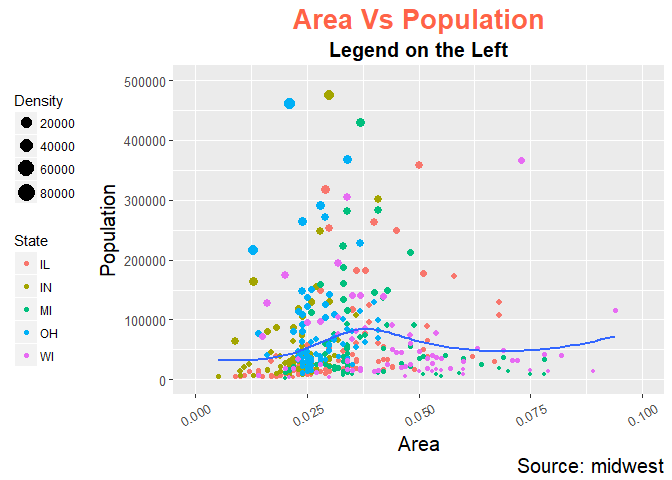 Area Vs Population
Legend on the Left
Density
20000
40000
60000
80000
State
IL
IN
MI
OH
WI
Population
500000
400000
300000
200000
100000
0
0.000
0.025
0.050
0.075
0.100
Area
Source: midwest